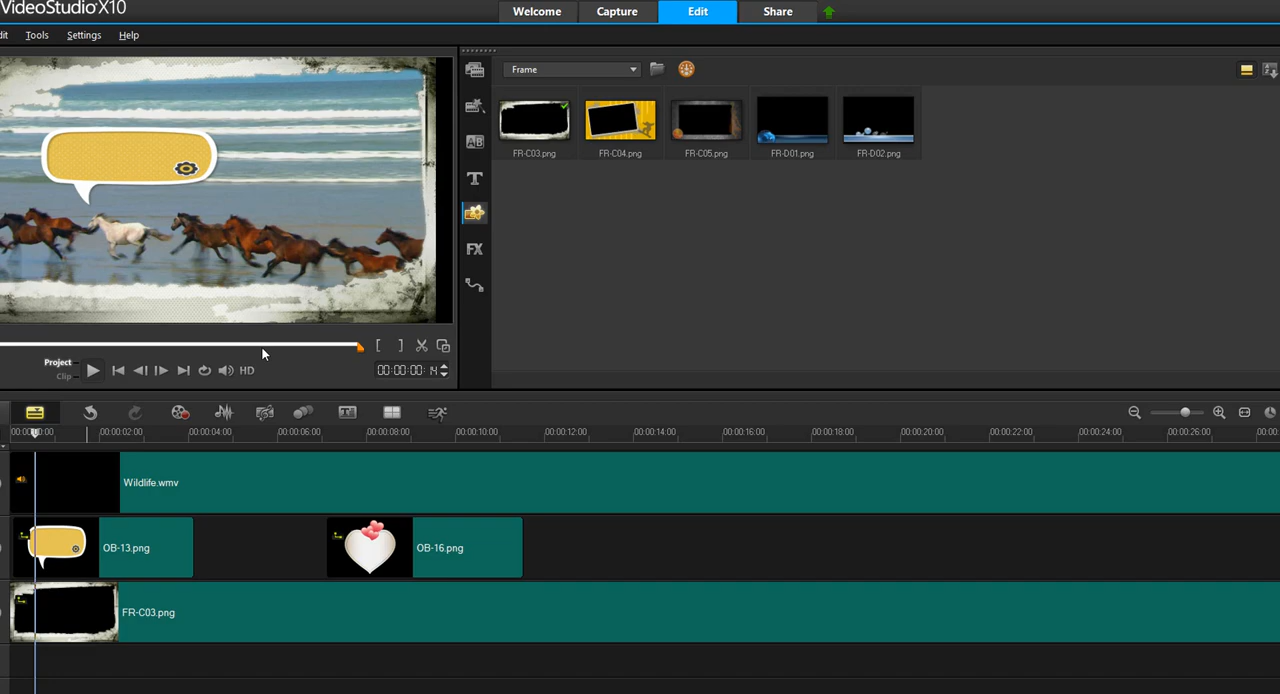 VideoStudio X10
Welcome Capture Edit Share
dit Tools Settings Help
Frame
FR-C03.png FR-C04.png FR-C05.png FR-D01.png FR-D02.png
AB
T
FX
Project
Clip
HD
00:00:00: 14
00:00:02:00 00:00:04:00 00:00:06:00 00:00:08:00 00:00:10:00 00:00:12:00 00:00:14:00 00:00:16:00 00:00:18:00 00:00:20:00 00:00:22:00 00:00:24:00 00:00:26:00 00:00:
Wildlife.wmv
OB-13.png OB-16.png
FR-C03.png